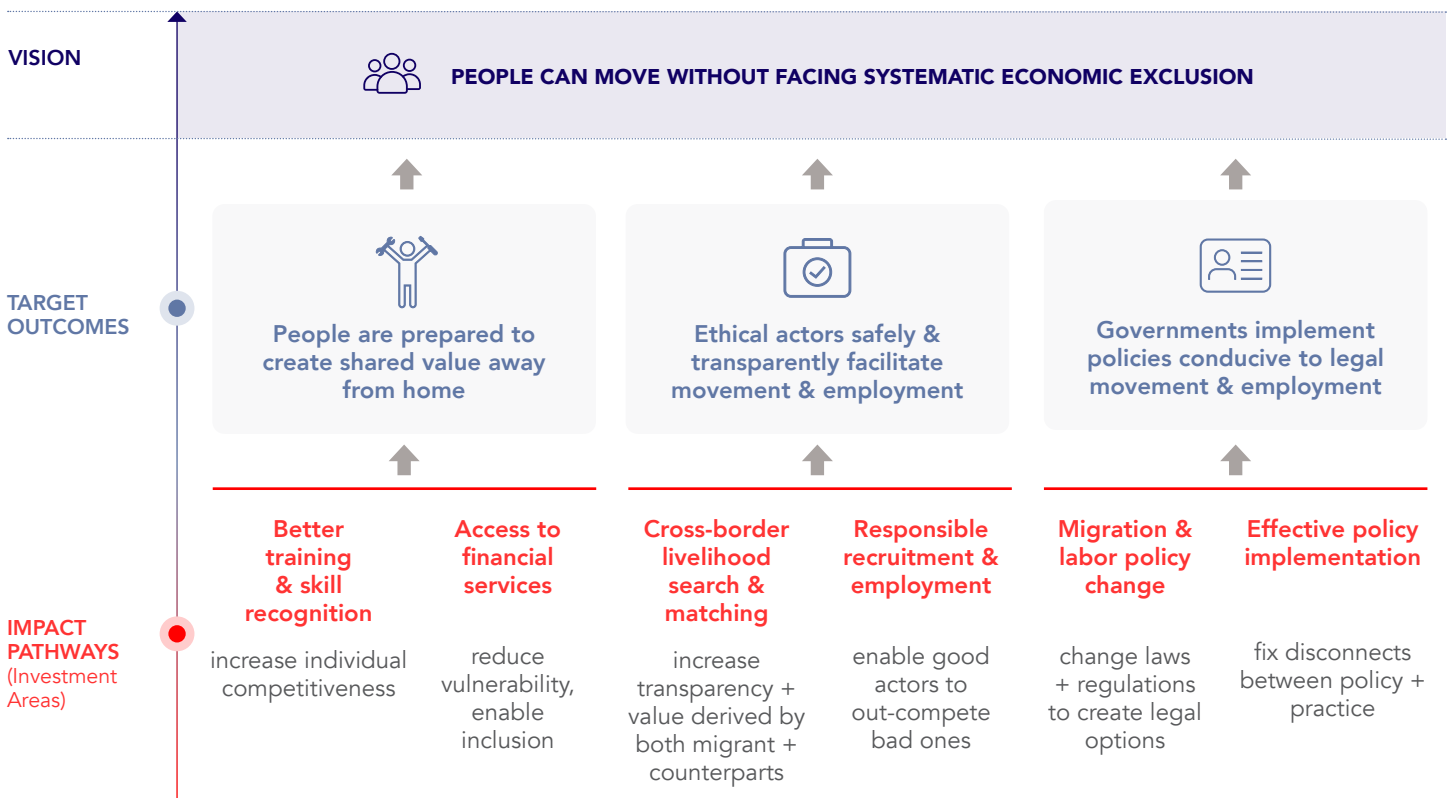 VISION
PEOPLE CAN MOVE WITHOUT FACING SYSTEMATIC ECONOMIC EXCLUSION
TARGET
OUTCOMES
People are prepared to
create shared value away
from home
Ethical actors safely &
transparently facilitate
movement & employment
Governments implement
policies conducive to legal
movement & employment
IMPACT
PATHWAYS
(Investment
Areas)
Better
training
& skill
recognition
increase individual
competitiveness
Access to
financial
services
reduce
vulnerability,
enable
inclusion
Cross-border
livelihood
search &
matching
increase
transparency +
value derived by
both migrant +
counterparts
Responsible
recruitment &
employment
enable good
actors to
out-compete
bad ones
Migration &
labor policy
change
change laws
+ regulations
to create legal
options
Effective policy
implementation
fix disconnects
between policy +
practice